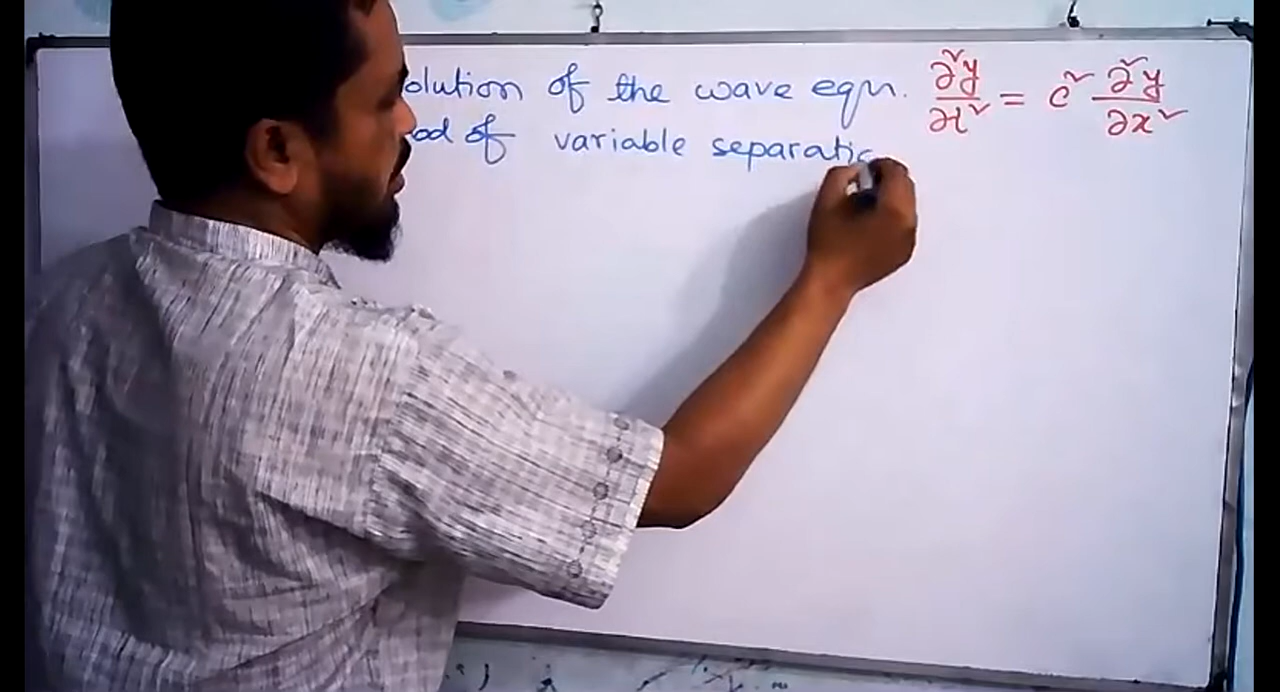 olution of the wave eqn. ∂²y/∂t² = c² ∂²y/∂x²
od of variable separatio